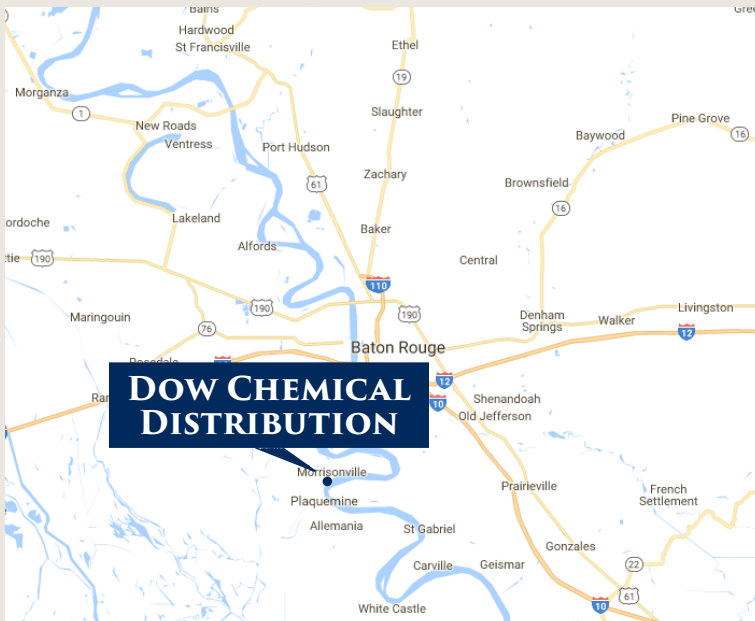 Bains
Hardwood
St Francisville
Ethel
19
Morganza
1
Slaughter
New Roads
Ventress
Port Hudson
Pine Grove
16
Baywood
61
Zachary
Brownsfield
16
Lakeland
Baker
Alfords
190
Central
110
190
190
Maringouin
76
Denham
Springs
Walker
Livingston
12
Baton Rouge
12
10
DOW CHEMICAL
DISTRIBUTION
Shenandoah
Old Jefferson
Morrisonville
Plaquemine
Prairieville
French
Settlement
Allemania
St Gabriel
Gonzales
Carville
Geismar
22
61
10
White Castle